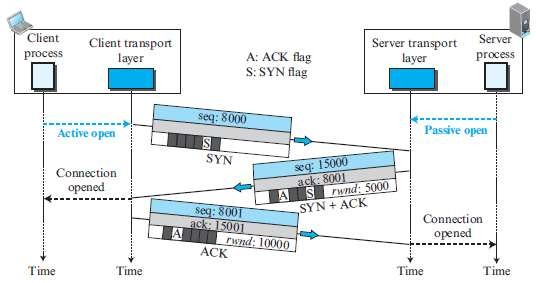 Client
process
Client transport
layer
A: ACK flag
S: SYN flag
Server transport
layer
Server
process
Active open
seq: 8000
S
SYN
Passive open
seq: 15000
ack: 8001
A
S
rwnd: 5000
SYN + ACK
Connection
opened
seq: 8001
ack: 15001
A
rwnd: 10000
ACK
Connection
opened
Time
Time
Time
Time